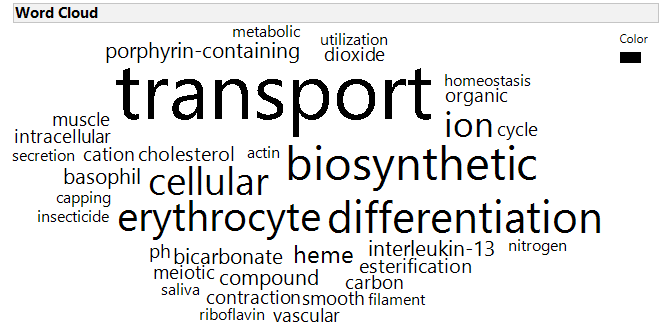 Word Cloud
Color
metabolic
utilization
porphyrin-containing
dioxide
transport
homeostasis
organic
muscle
ion
cycle
intracellular
secretion
cation
cholesterol
actin
biosynthetic
basophil
cellular
capping
insecticide
erythrocyte
differentiation
ph
bicarbonate
heme
interleukin-13
nitrogen
meiotic
compound
esterification
carbon
saliva
contraction
smooth
filament
riboflavin
vascular